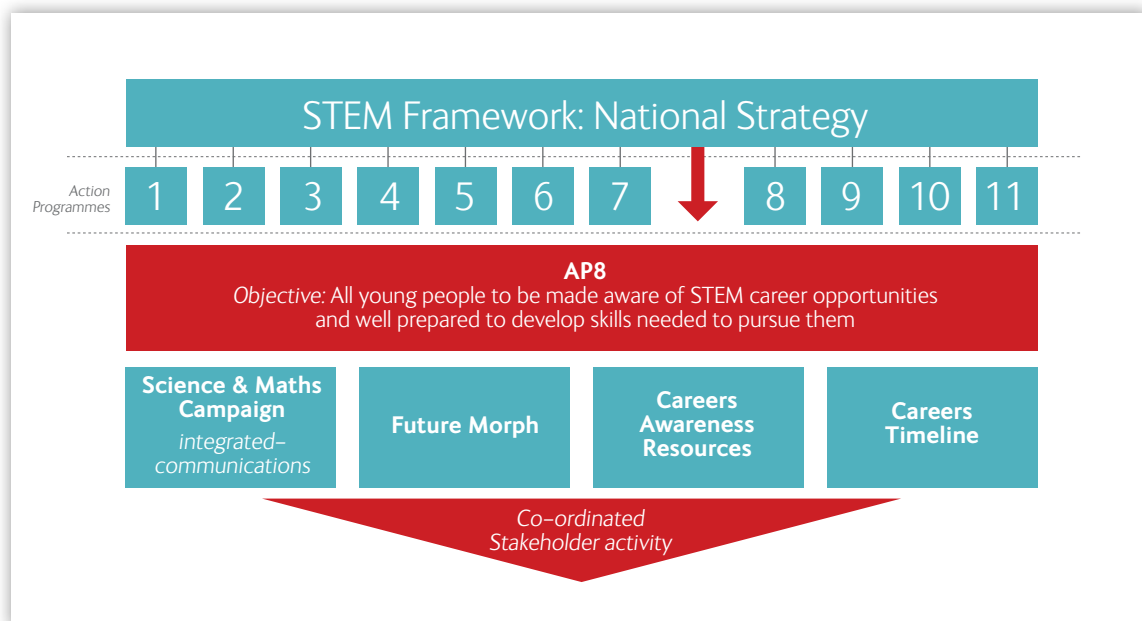 STEM Framework: National Strategy
Action
Programmes
1 2 3 4 5 6 7 8 9 10 11
AP8
Objective: All young people to be made aware of STEM career opportunities
and well prepared to develop skills needed to pursue them
Science & Maths
Campaign
integrated–
communications
Future Morph
Careers
Awareness
Resources
Careers
Timeline
Co–ordinated
Stakeholder activity